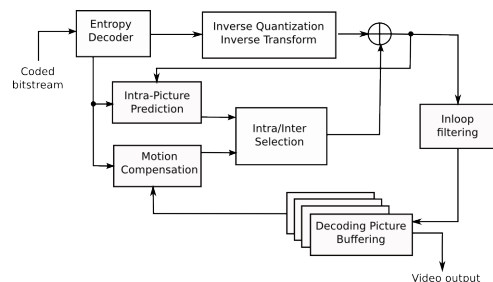 Entropy
Decoder
Inverse Quantization
Inverse Transform
Coded
bitstream
Intra-Picture
Prediction
Intra/Inter
Selection
Inloop
filtering
Motion
Compensation
Decoding Picture
Buffering
Video output